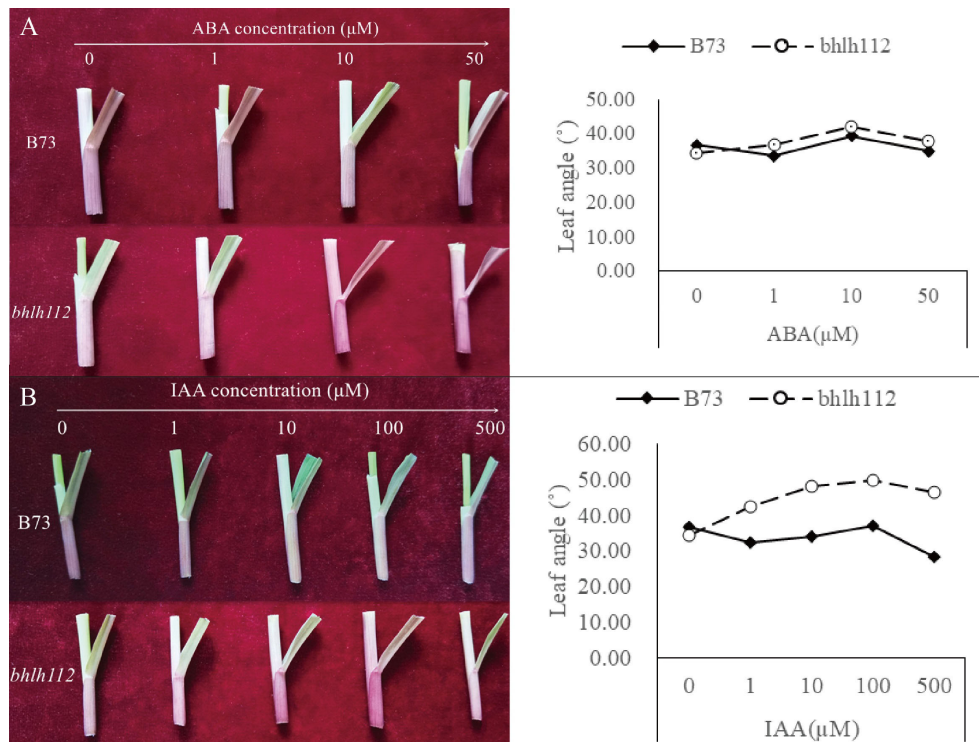 A
ABA concentration (μM)
0 1 10 50
B73
bhlh112
B73 bhlh112
50.00
40.00
30.00
20.00
10.00
0.00
Leaf angle (°)
0 1 10 50
ABA(μM)
B
IAA concentration (μM)
0 1 10 100 500
B73
bhlh112
B73 bhlh112
60.00
50.00
40.00
30.00
20.00
10.00
0.00
Leaf angle (°)
0 1 10 100 500
IAA(μM)